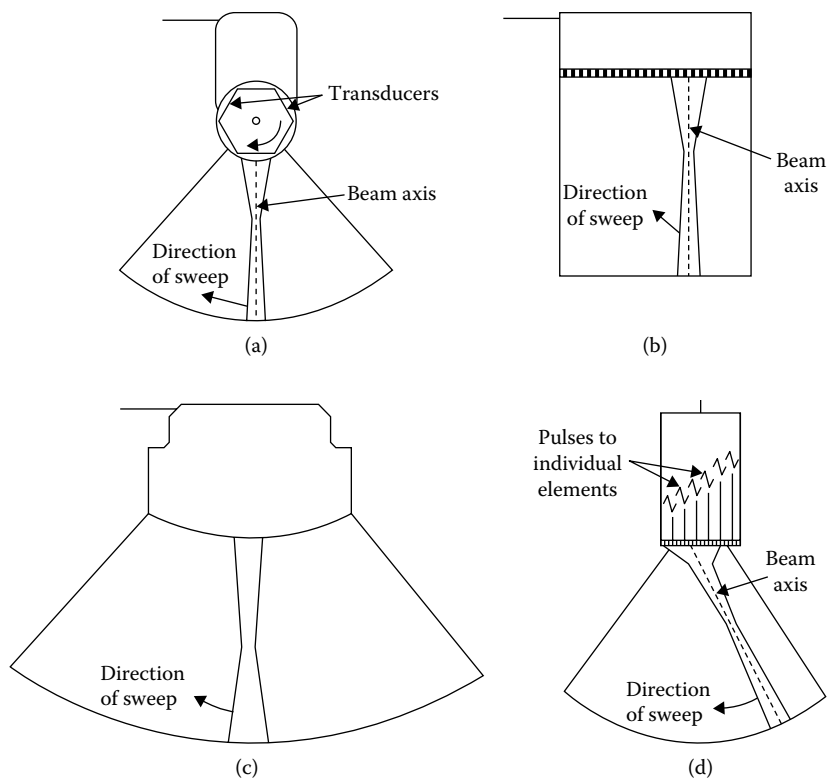 Transducers
Beam axis
Direction
of sweep
(a)
Beam
axis
Direction
of sweep
(b)
Direction
of sweep
(c)
Pulses to
individual
elements
Beam
axis
Direction
of sweep
(d)